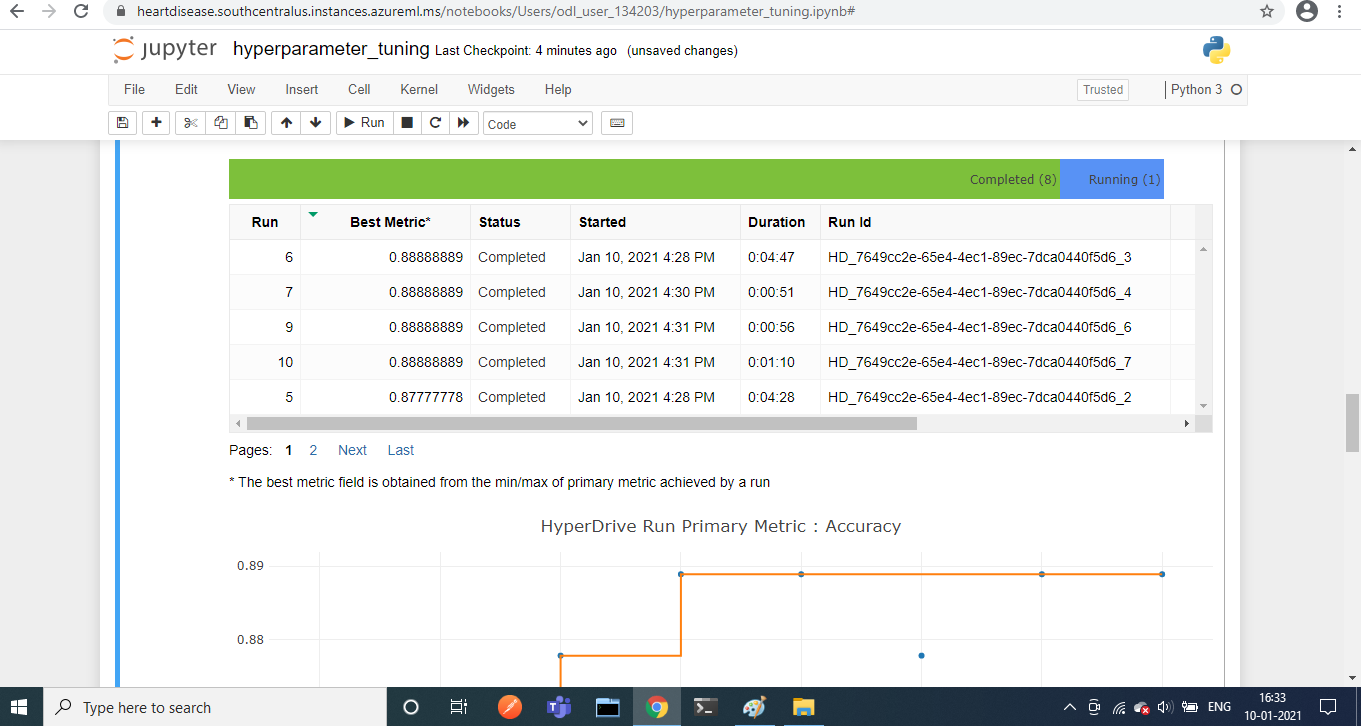 heartdisease.southcentralus.instances.azureml.ms/notebooks/Users/odl_user_134203/hyperparameter_tuning.ipynb#
jupyter hyperparameter_tuning Last Checkpoint: 4 minutes ago (unsaved changes)
File Edit View Insert Cell Kernel Widgets Help Trusted Python 3
Run Code
Completed (8) Running (1)
Run Best Metric* Status Started Duration Run Id
6 0.88888889 Completed Jan 10, 2021 4:28 PM 0:04:47 HD_7649cc2e-65e4-4ec1-89ec-7dca0440f5d6_3
7 0.88888889 Completed Jan 10, 2021 4:30 PM 0:00:51 HD_7649cc2e-65e4-4ec1-89ec-7dca0440f5d6_4
9 0.88888889 Completed Jan 10, 2021 4:31 PM 0:00:56 HD_7649cc2e-65e4-4ec1-89ec-7dca0440f5d6_6
10 0.88888889 Completed Jan 10, 2021 4:31 PM 0:01:10 HD_7649cc2e-65e4-4ec1-89ec-7dca0440f5d6_7
5 0.87777778 Completed Jan 10, 2021 4:28 PM 0:04:28 HD_7649cc2e-65e4-4ec1-89ec-7dca0440f5d6_2
Pages: 1 2 Next Last
* The best metric field is obtained from the min/max of primary metric achieved by a run
HyperDrive Run Primary Metric : Accuracy
0.89
0.88
Type here to search
ENG
16:33
10-01-2021